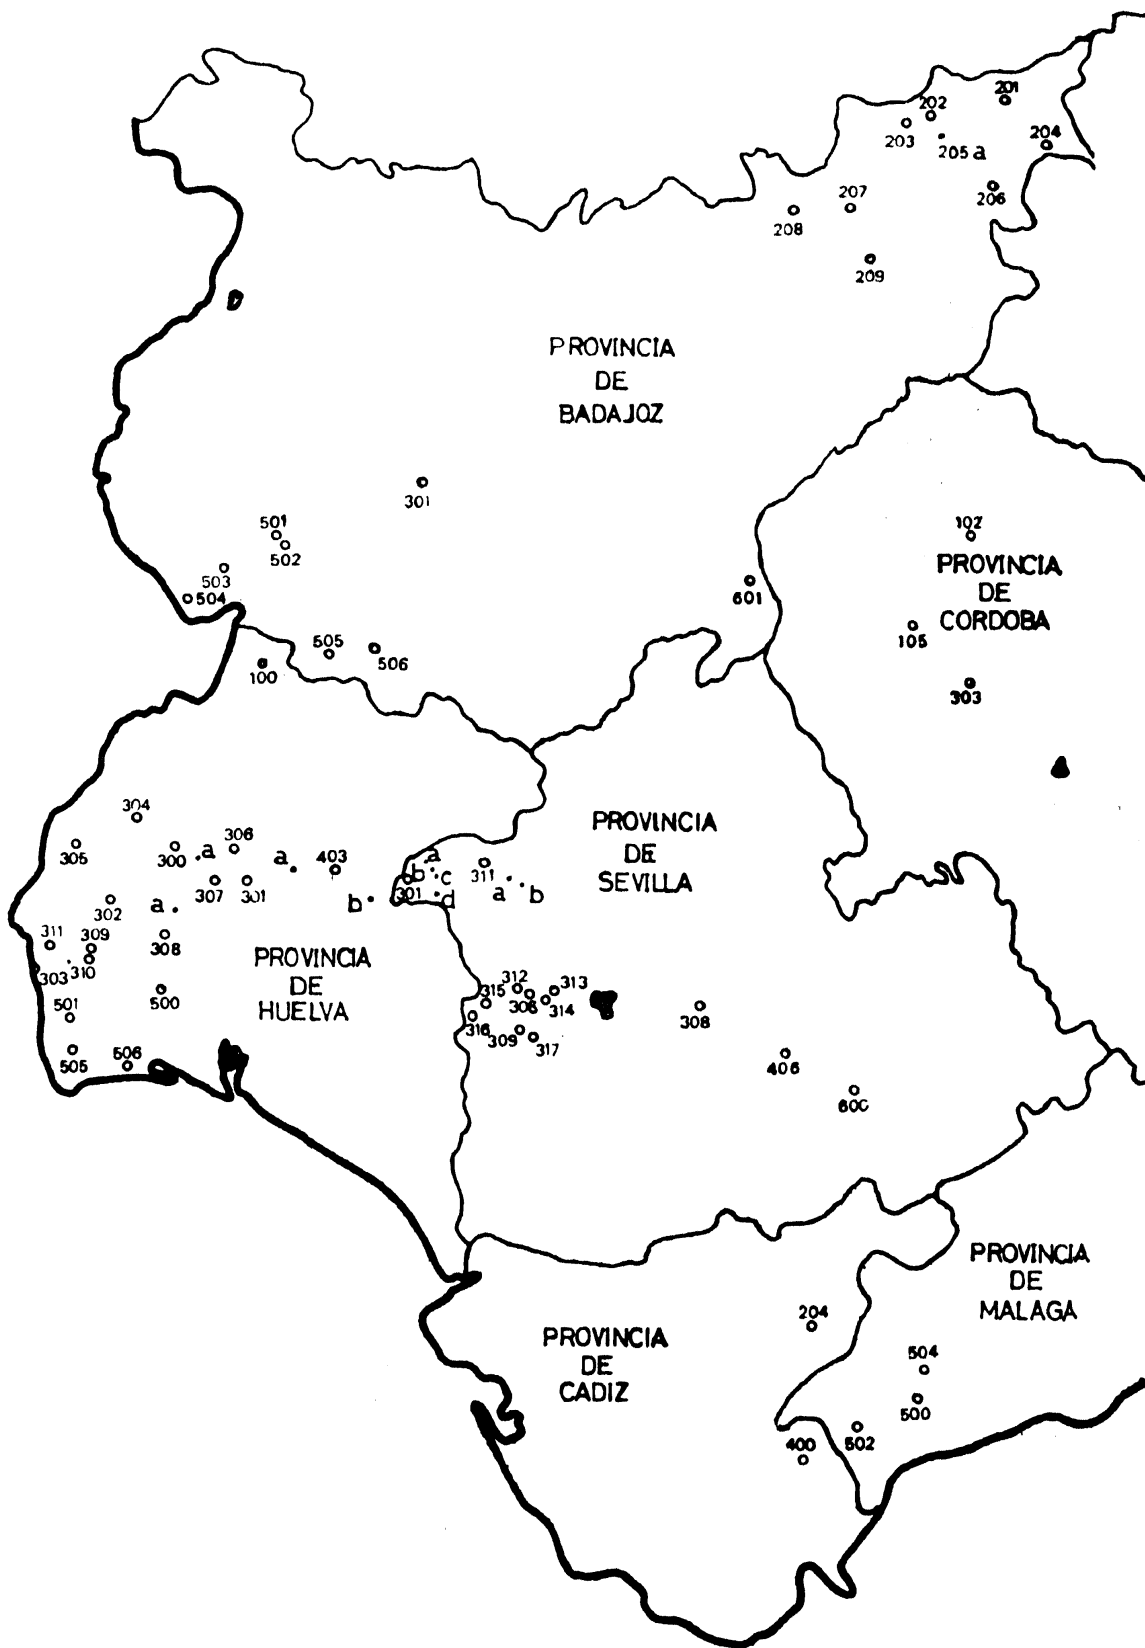 201
202
203
204
205 a
206
207
208
209
PROVINCIA
DE
BADAJOZ
301
501
502
503
504
505
506
601
102
PROVINCIA
DE
CORDOBA
105
303
100
304
305
300
a
306
a
403
307
301
302
a
b
311
309
308
303
310
501
500
505
506
PROVINCIA
DE
HUELVA
PROVINCIA
DE
SEVILLA
a
b
c
301
d
311
a
b
312
313
315
306
314
316
309
317
308
406
600
PROVINCIA
DE
MALAGA
204
504
500
502
PROVINCIA
DE
CADIZ
400